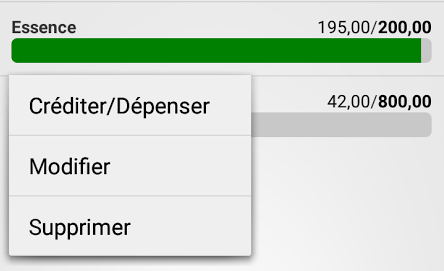 Essence 195,00/200,00
42,00/800,00
Créditer/Dépenser
Modifier
Supprimer